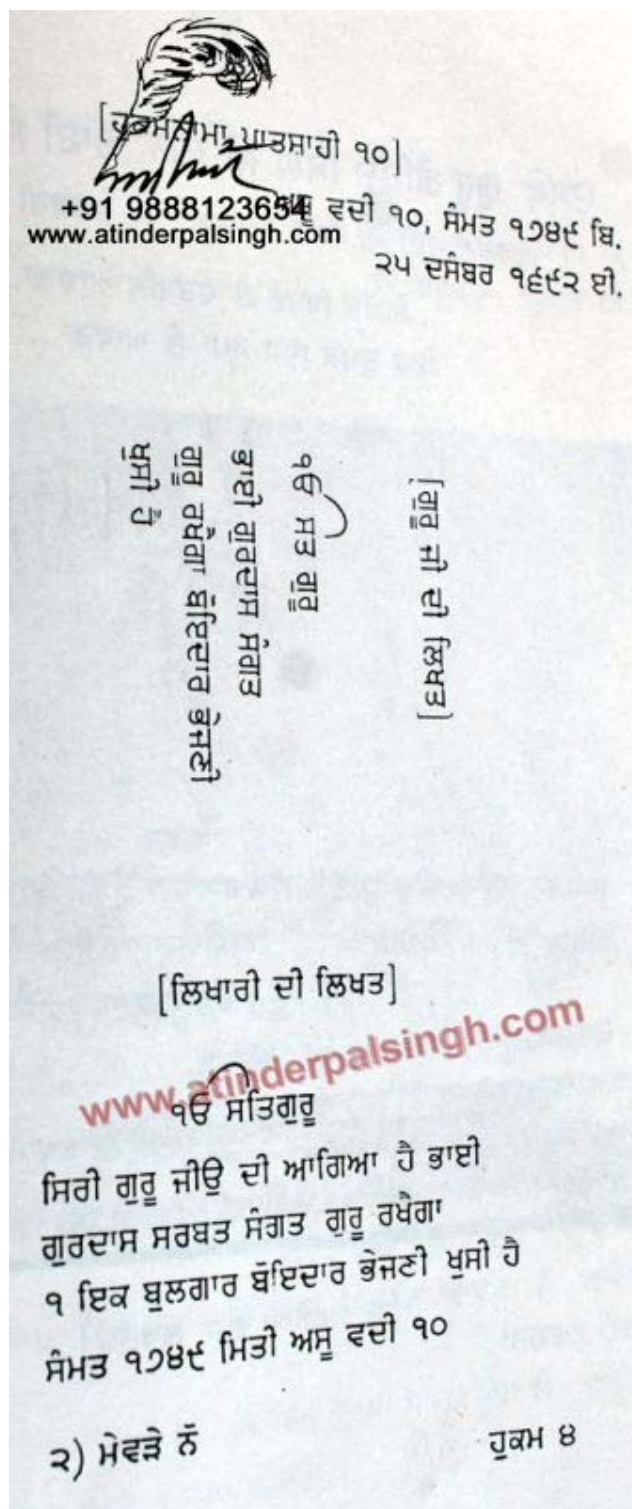 [ਹੁਕਮਨਾਮਾ ਪਾਤਸ਼ਾਹੀ ੧੦]
+91 9888123654
ਵਦੀ ੧੦, ਸੰਮਤ ੧੭੪੯ ਬਿ.
www.atinderpalsingh.com
੨੫ ਦਸੰਬਰ ੧੬੯੨ ਈ.
[ਗੁਰੂ ਜੀ ਦੀ ਲਿਖਤ]
੧ਓ ਸਤ ਗੁਰੂ
ਭਾਈ ਗੁਰਦਾਸ ਸੰਗਤ
ਗੁਰੂ ਰਖੈਗਾ ਬੋਇਦਾਰ ਭੇਜਣੀ
ਖੁਸੀ ਹੈ
[ਲਿਖਾਰੀ ਦੀ ਲਿਖਤ]
www.atinderpalsingh.com
੧ਓ ਸਤਿਗੁਰੂ
ਸਿਰੀ ਗੁਰੂ ਜੀਉ ਦੀ ਆਗਿਆ ਹੈ ਭਾਈ
ਗੁਰਦਾਸ ਸਰਬਤ ਸੰਗਤ ਗੁਰੂ ਰਖੈਗਾ
੧ ਇਕ ਬੁਲਗਾਰ ਬੋਇਦਾਰ ਭੇਜਣੀ ਖੁਸੀ ਹੈ
ਸੰਮਤ ੧੭੪੯ ਮਿਤੀ ਅਸੂ ਵਦੀ ੧੦
੨) ਮੇਵੜੇ ਨੋ
ਹੁਕਮ ੪